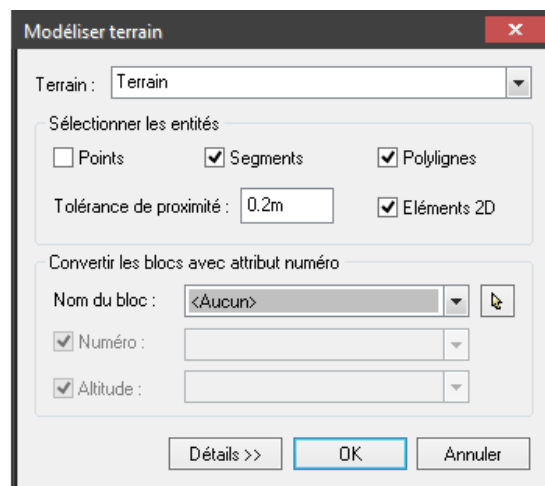 Modéliser terrain
Terrain : Terrain
Sélectionner les entités
Points Segments Polylignes
Tolérance de proximité : 0.2m Eléments 2D
Convertir les blocs avec attribut numéro
Nom du bloc : <Aucun>
Numéro :
Altitude :
Détails >> OK Annuler